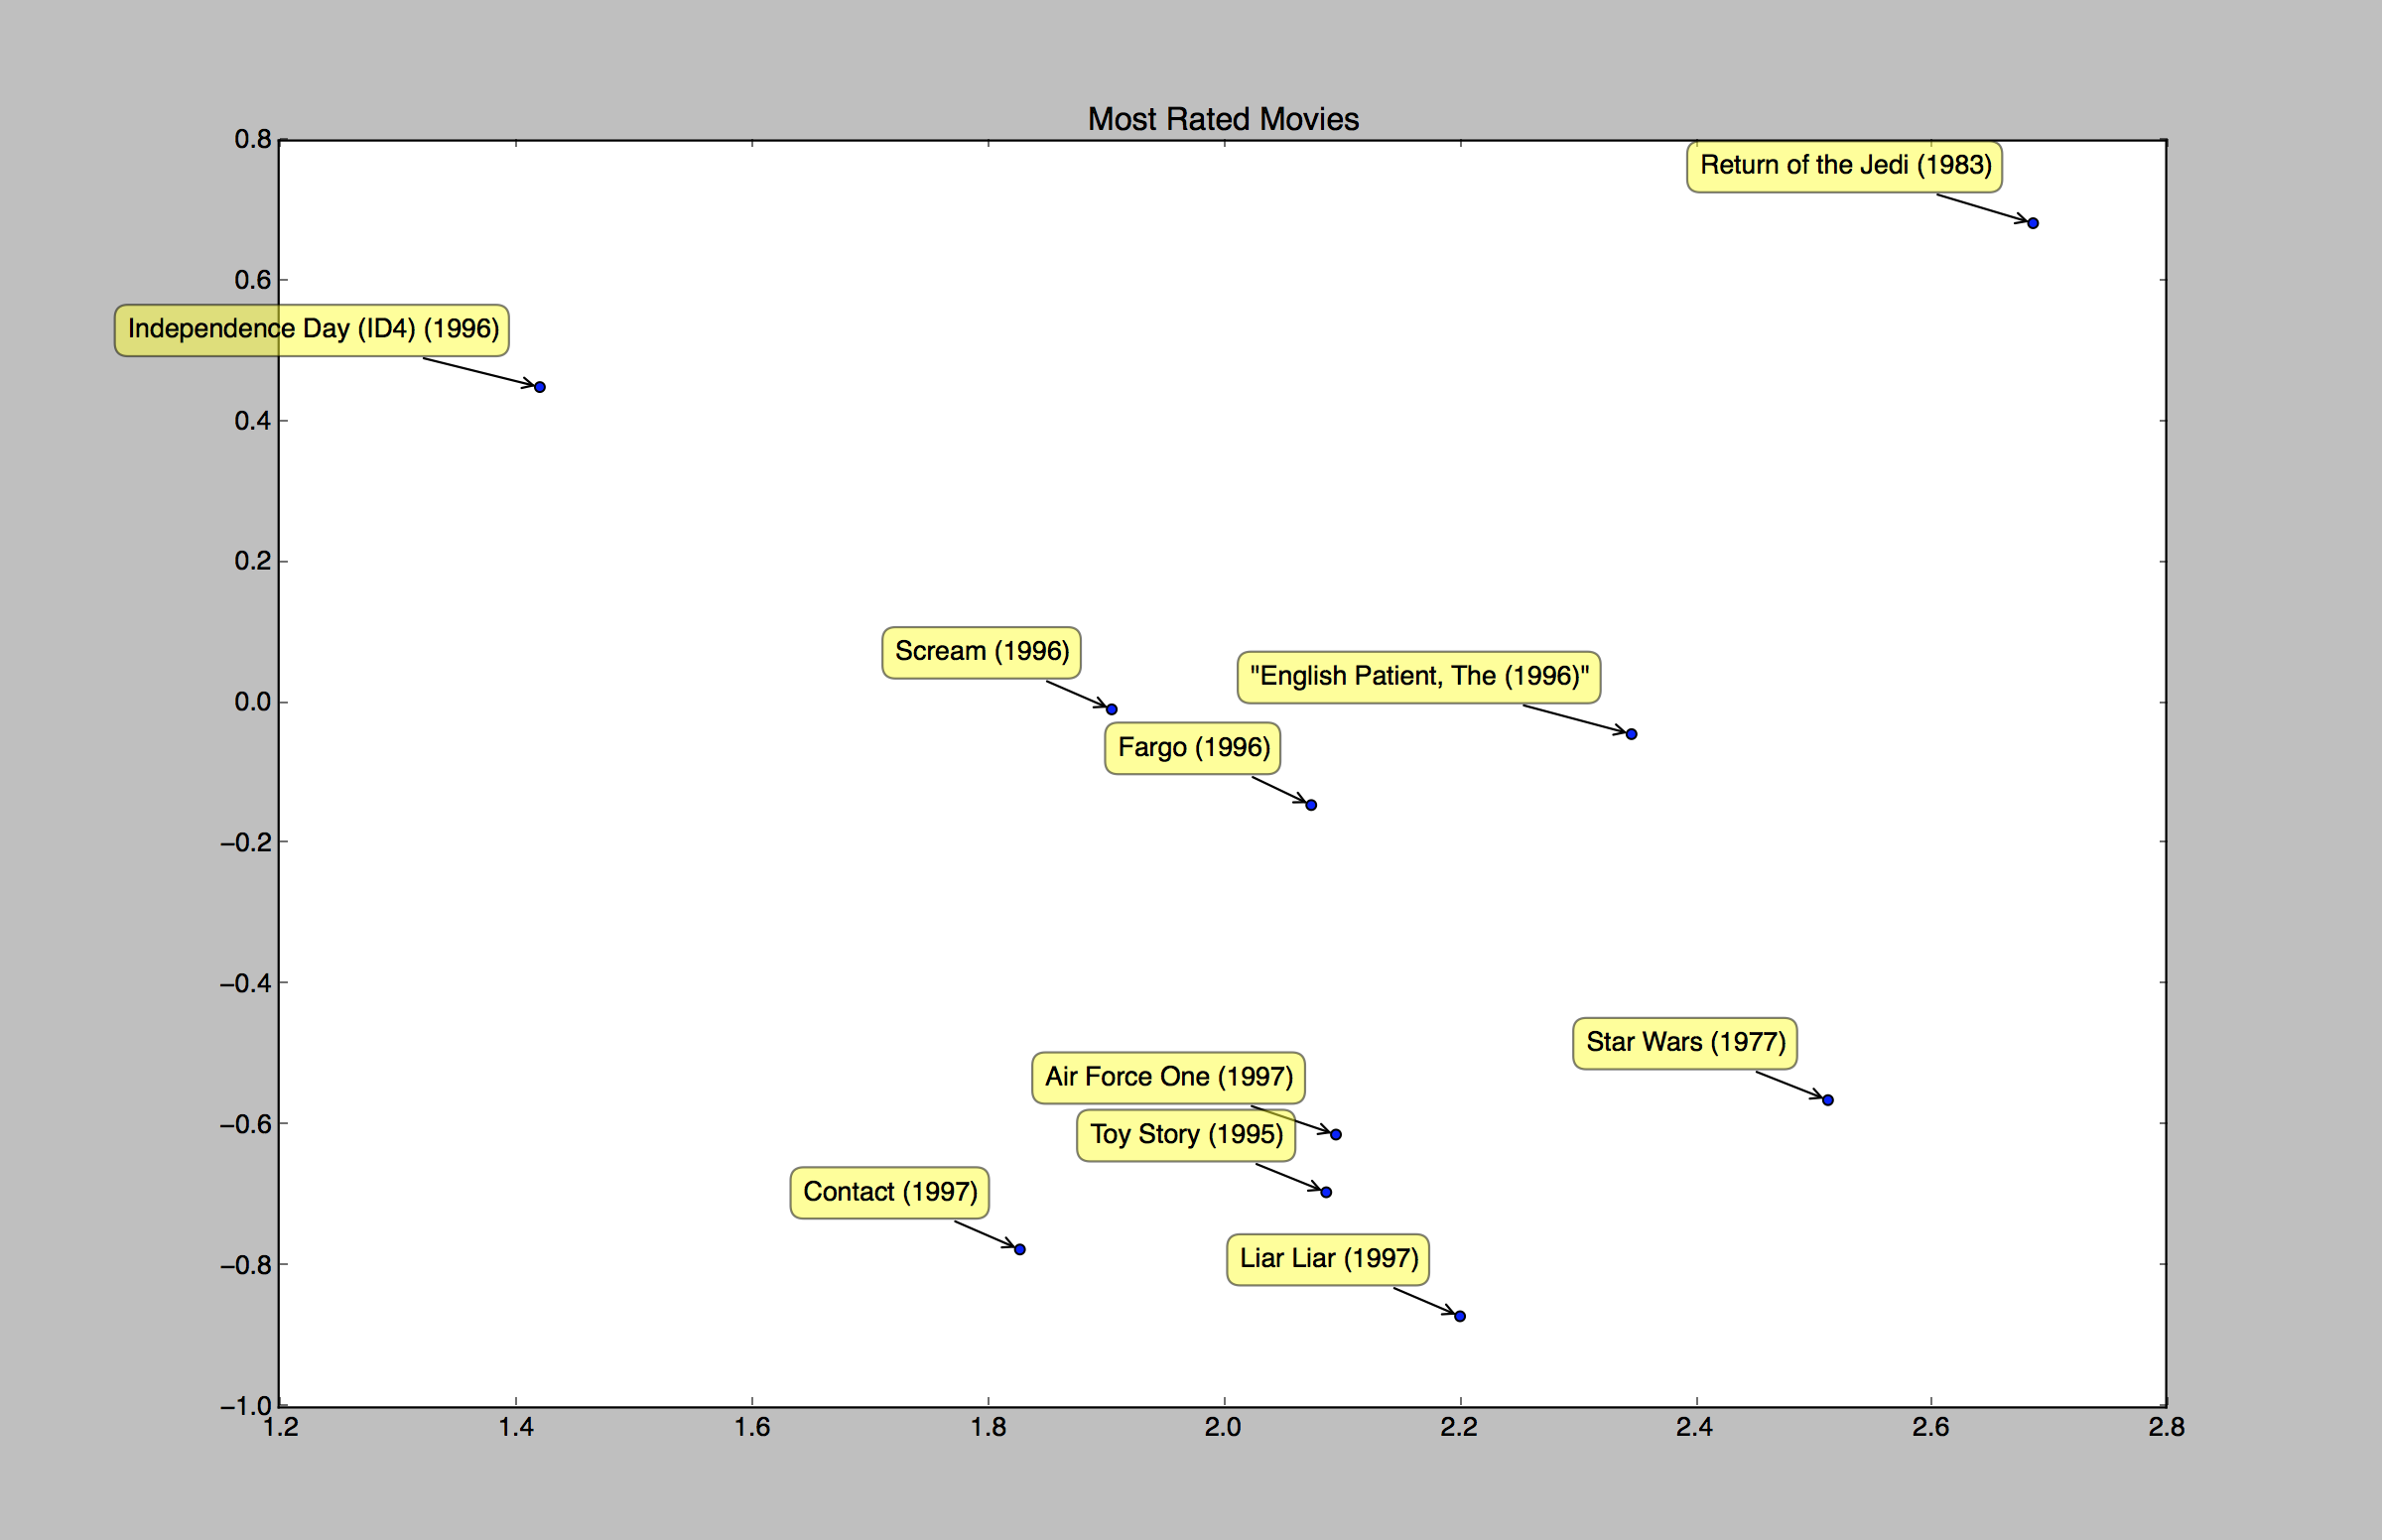 Most Rated Movies
0.8
Return of the Jedi (1983)
0.6
Independence Day (ID4) (1996)
0.4
0.2
Scream (1996)
"English Patient, The (1996)"
0.0
Fargo (1996)
−0.2
−0.4
Star Wars (1977)
Air Force One (1997)
−0.6
Toy Story (1995)
Contact (1997)
Liar Liar (1997)
−0.8
−1.0
1.2 1.4 1.6 1.8 2.0 2.2 2.4 2.6 2.8